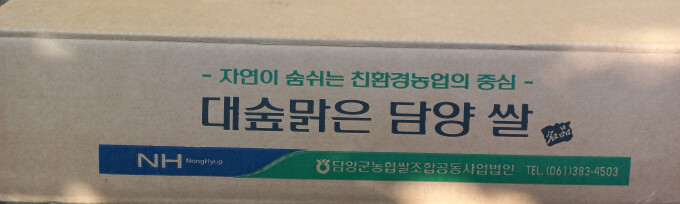 - 자연이 숨쉬는 친환경농업의 중심 -
대숲맑은 담양 쌀
NH NongHyup 담양군농협쌀조합공동사업법인 TEL. (061)383-4503